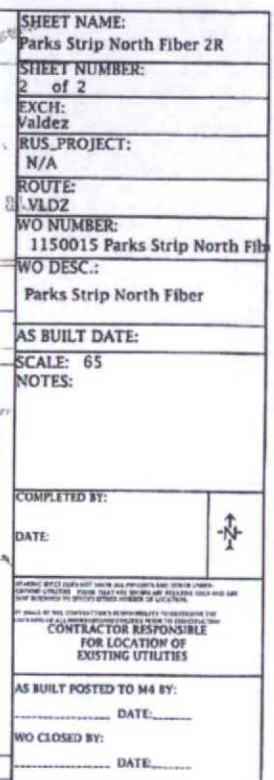 SHEET NAME:
Parks Strip North Fiber 2R
SHEET NUMBER:
2 of 2
EXCH:
Valdez
RUS_PROJECT:
N/A
ROUTE:
VLDZ
WO NUMBER:
1150015 Parks Strip North Fib
WO DESC.:
Parks Strip North Fiber
AS BUILT DATE:
SCALE: 65
NOTES:
COMPLETED BY:
DATE:
N
CONTRACTOR RESPONSIBLE
FOR LOCATION OF
EXISTING UTILITIES
AS BUILT POSTED TO M4 BY:
DATE:
WO CLOSED BY:
DATE: